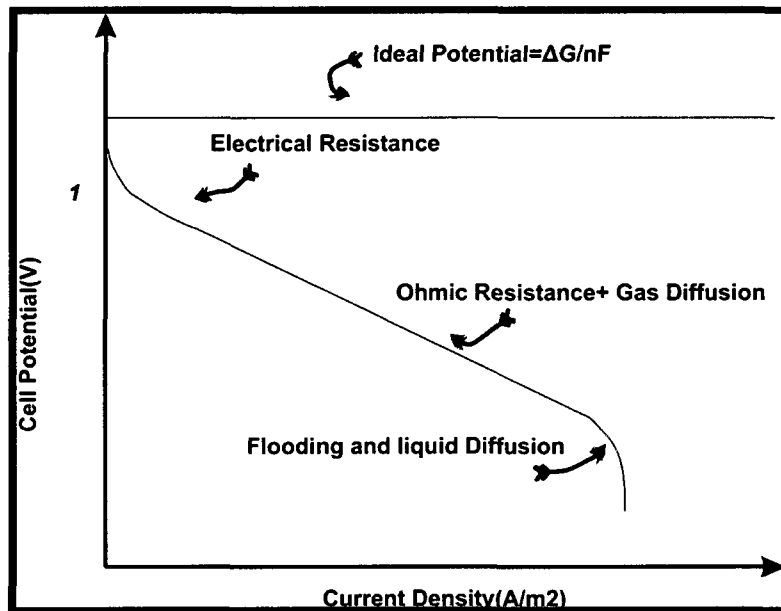 Ideal Potential=ΔG/nF
Electrical Resistance
1
Ohmic Resistance+ Gas Diffusion
Cell Potential(V)
Flooding and liquid Diffusion
Current Density(A/m2)